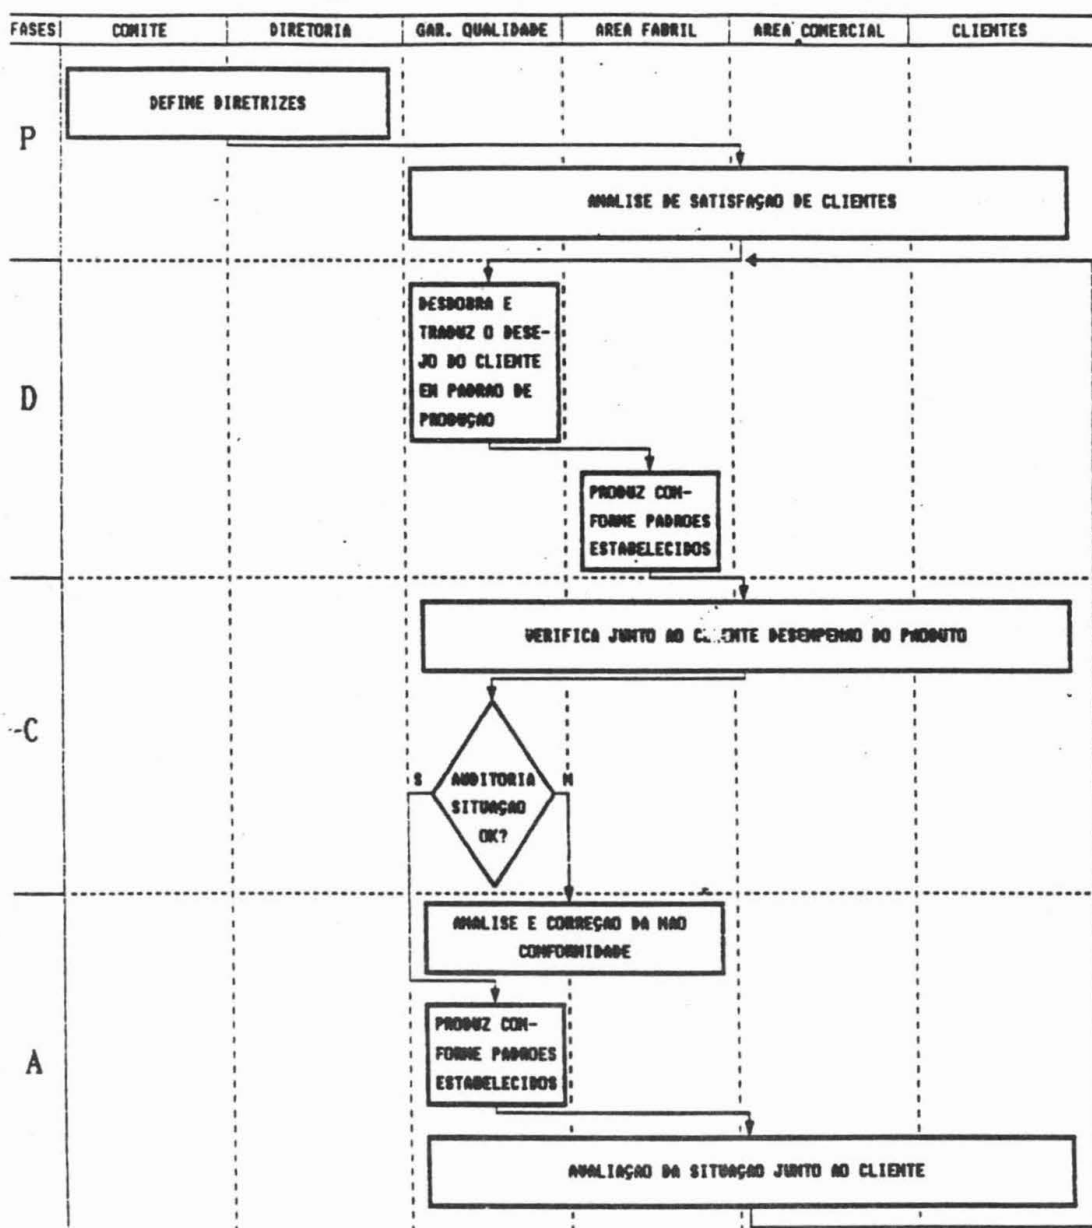 FASES COMITE DIRETORIA GAR. QUALIDADE AREA FABRIL AREA COMERCIAL CLIENTES
P
DEFINE DIRETRIZES
ANALISE DE SATISFAÇAO DE CLIENTES
D
DESDOBRA E
TRADUZ O DESE-
JO DO CLIENTE
EM PADRAO DE
PRODUÇAO
PRODUZ CON-
FORME PADROES
ESTABELECIDOS
C
VERIFICA JUNTO AO CLIENTE DESEMPENHO DO PRODUTO
S AUDITORIA N
SITUAÇAO
OK?
A
ANALISE E CORREÇAO DA NAO
CONFORMIDADE
PRODUZ CON-
FORME PADROES
ESTABELECIDOS
AVALIAÇAO DA SITUAÇAO JUNTO AO CLIENTE